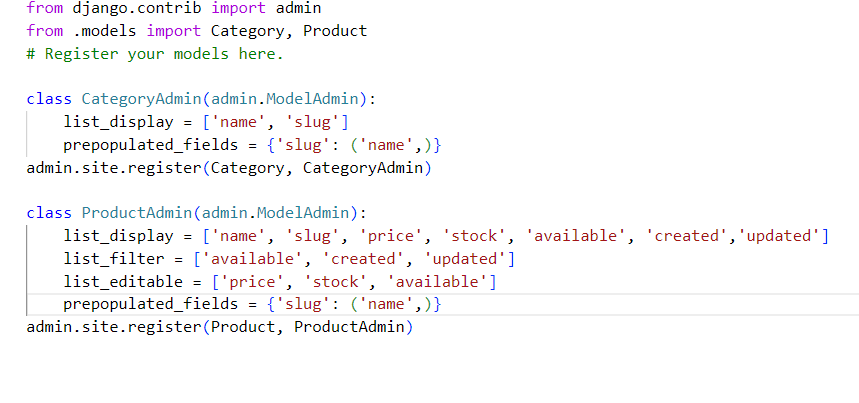 from django.contrib import admin
from .models import Category, Product
# Register your models here.
class CategoryAdmin(admin.ModelAdmin):
    list_display = ['name', 'slug']
    prepopulated_fields = {'slug': ('name',)}
admin.site.register(Category, CategoryAdmin)
class ProductAdmin(admin.ModelAdmin):
    list_display = ['name', 'slug', 'price', 'stock', 'available', 'created','updated']
    list_filter = ['available', 'created', 'updated']
    list_editable = ['price', 'stock', 'available']
    prepopulated_fields = {'slug': ('name',)}
admin.site.register(Product, ProductAdmin)